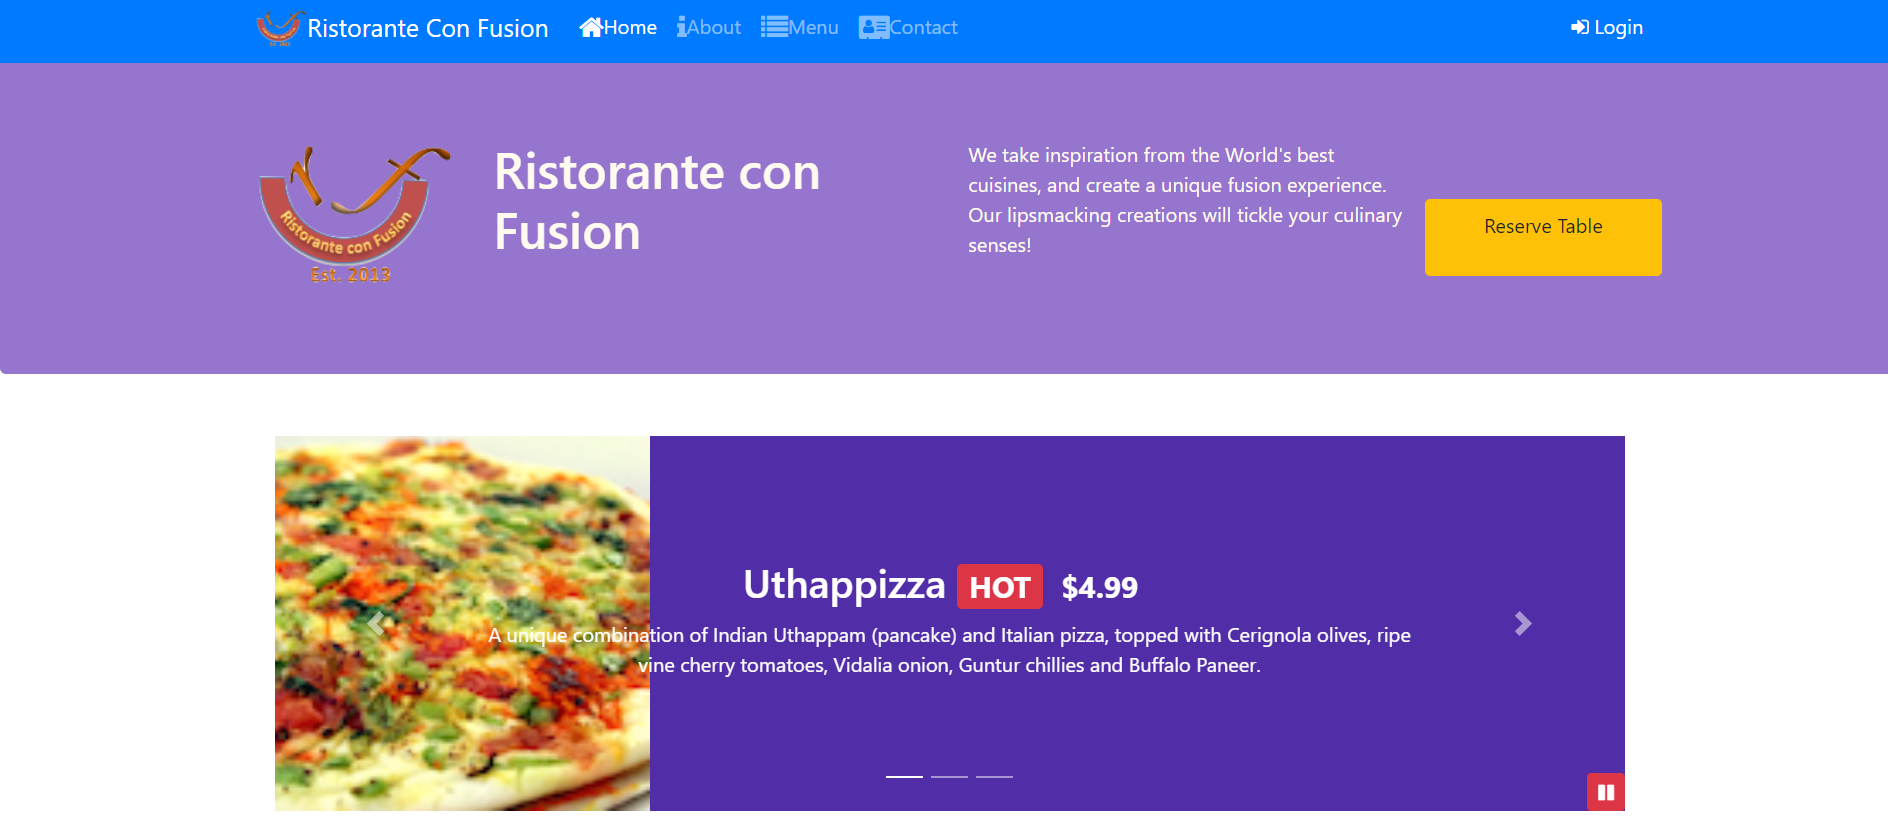 Ristorante Con Fusion Home About Menu Contact Login
Ristorante con Fusion
Est. 2013
Ristorante con
Fusion
We take inspiration from the World's best
cuisines, and create a unique fusion experience.
Our lipsmacking creations will tickle your culinary
senses!
Reserve Table
Uthappizza HOT $4.99
A unique combination of Indian Uthappam (pancake) and Italian pizza, topped with Cerignola olives, ripe
vine cherry tomatoes, Vidalia onion, Guntur chillies and Buffalo Paneer.